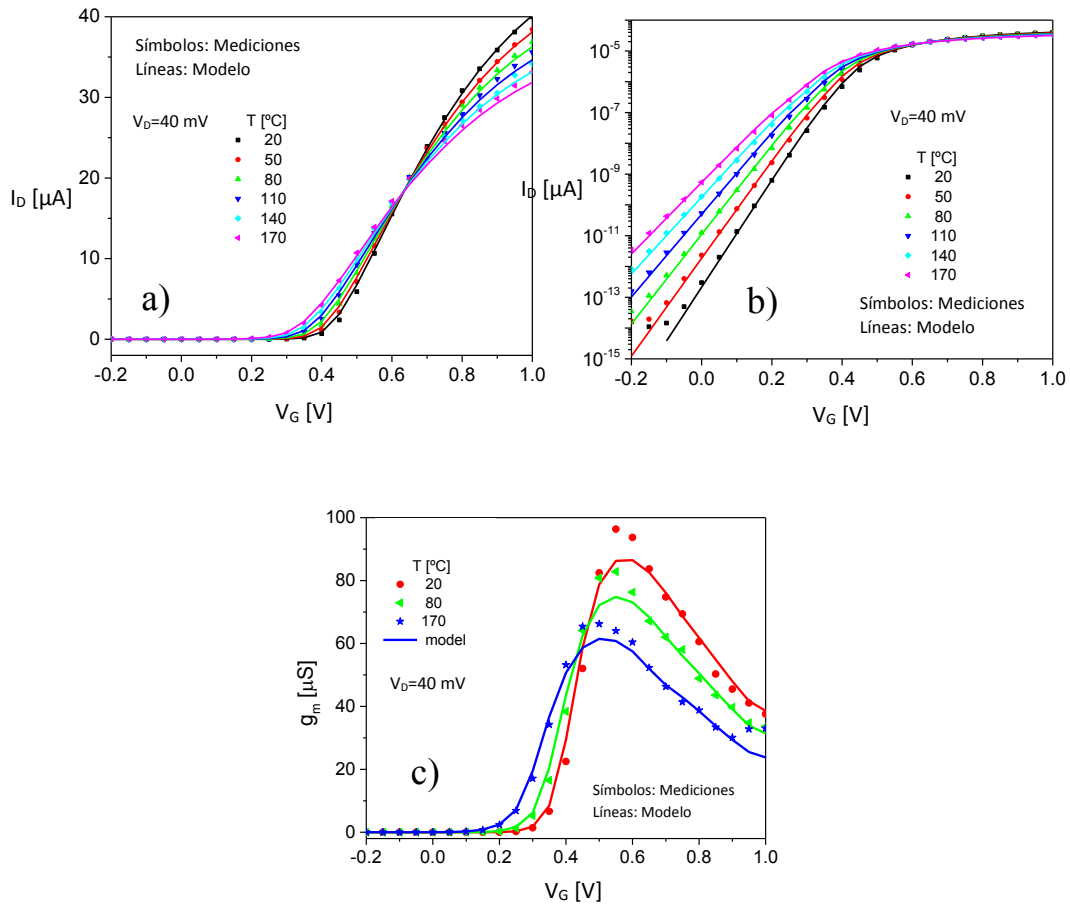 40
30
20
10
0
I_D [µA]
Símbolos: Mediciones
Líneas: Modelo
V_D=40 mV
T [ºC]
20
50
80
110
140
170
a)
-0.2 0.0 0.2 0.4 0.6 0.8 1.0
V_G [V]
10⁻⁵
10⁻⁷
10⁻⁹
10⁻¹¹
10⁻¹³
10⁻¹⁵
I_D [µA]
V_D=40 mV
T [ºC]
20
50
80
110
140
170
b)
Símbolos: Mediciones
Líneas: Modelo
-0.2 0.0 0.2 0.4 0.6 0.8 1.0
V_G [V]
100
80
60
40
20
0
g_m [µS]
T [ºC]
20
80
170
model
V_D=40 mV
c)
Símbolos: Mediciones
Líneas: Modelo
-0.2 0.0 0.2 0.4 0.6 0.8 1.0
V_G [V]